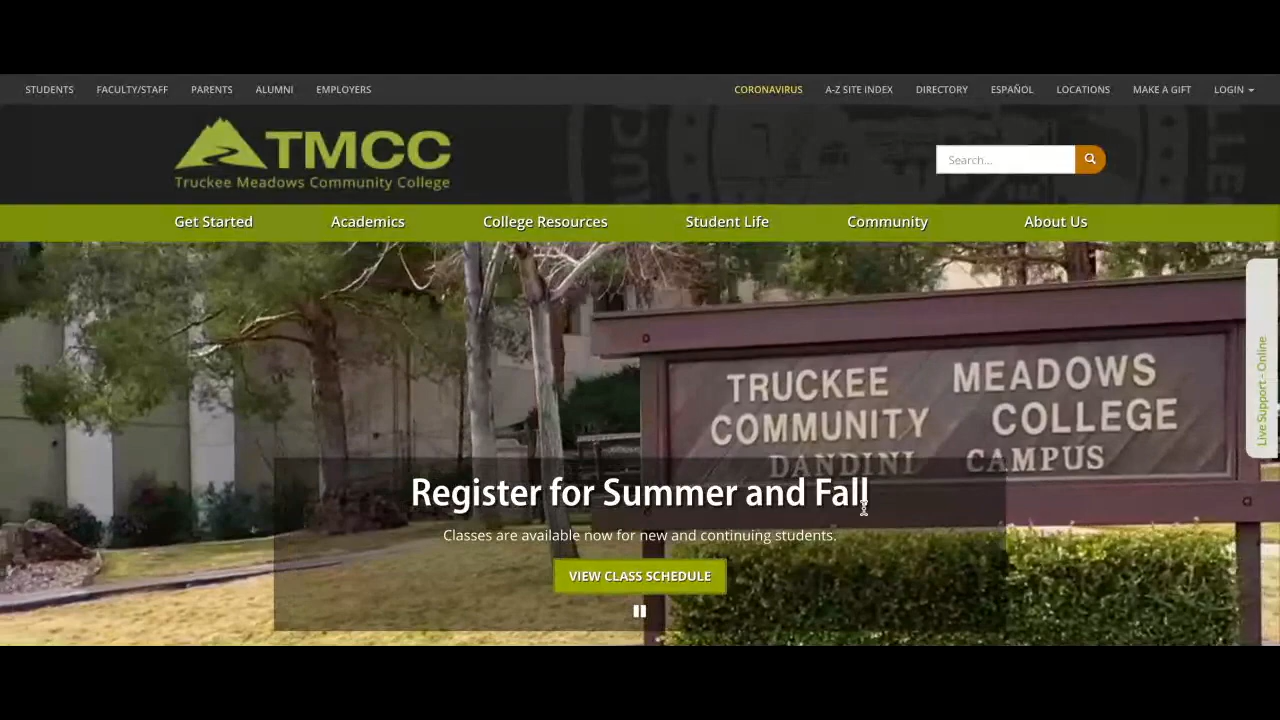 STUDENTS FACULTY/STAFF PARENTS ALUMNI EMPLOYERS CORONAVIRUS A-Z SITE INDEX DIRECTORY ESPAÑOL LOCATIONS MAKE A GIFT LOGIN
TMCC
Truckee Meadows Community College
Search...
Get Started Academics College Resources Student Life Community About Us
TRUCKEE MEADOWS
COMMUNITY COLLEGE
DANDINI CAMPUS
Live Support - Online
Register for Summer and Fall
Classes are available now for new and continuing students.
VIEW CLASS SCHEDULE